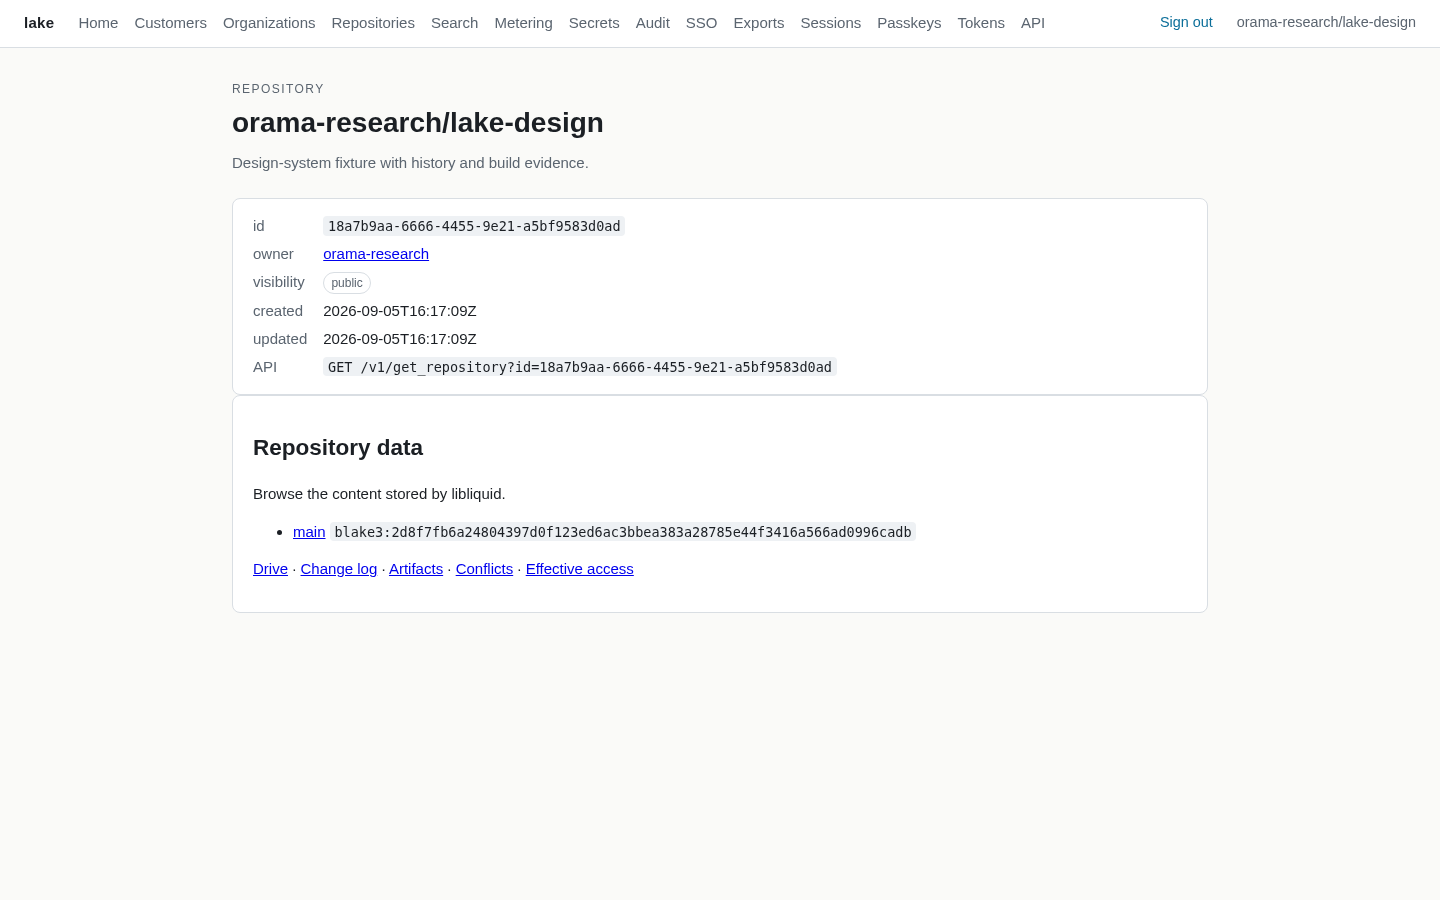 lake Home Customers Organizations Repositories Search Metering Secrets Audit SSO Exports Sessions Passkeys Tokens API Sign out orama-research/lake-design
REPOSITORY
orama-research/lake-design
Design-system fixture with history and build evidence.
id 18a7b9aa-6666-4455-9e21-a5bf9583d0ad
owner orama-research
visibility public
created 2026-09-05T16:17:09Z
updated 2026-09-05T16:17:09Z
API GET /v1/get_repository?id=18a7b9aa-6666-4455-9e21-a5bf9583d0ad
Repository data
Browse the content stored by libliquid.
• main blake3:2d8f7fb6a24804397d0f123ed6ac3bbea383a28785e44f3416a566ad0996cadb
Drive · Change log · Artifacts · Conflicts · Effective access